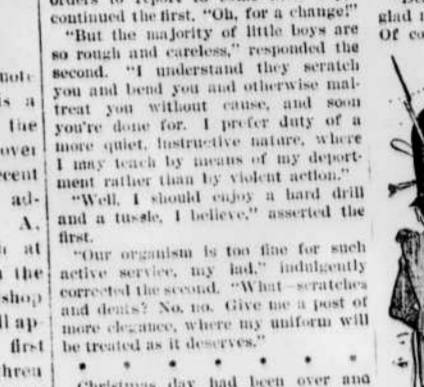 continued the first. "Oh, for a change!"
"But the majority of little boys are
so rough and careless," responded the
second. "I understand they scratch
you and bend you and otherwise mal-
treat you without cause, and soon
you're done for. I prefer duty of a
more quiet, instructive nature, where
I may teach by means of my deport-
ment rather than by violent action."
"Well, I should enjoy a hard drill
and a tussle, I believe," asserted the
first.
"Our organism is too fine for such
active service, my lad," indulgently
corrected the second. "What—scratches
and dents? No, no. Give me a post of
more elegance, where my uniform will
be treated as it deserves."
* * * * * * *
Christmas day had been over and
is a
the
over
ad-
A.
at
the
shop
ap-
first
glad
Of